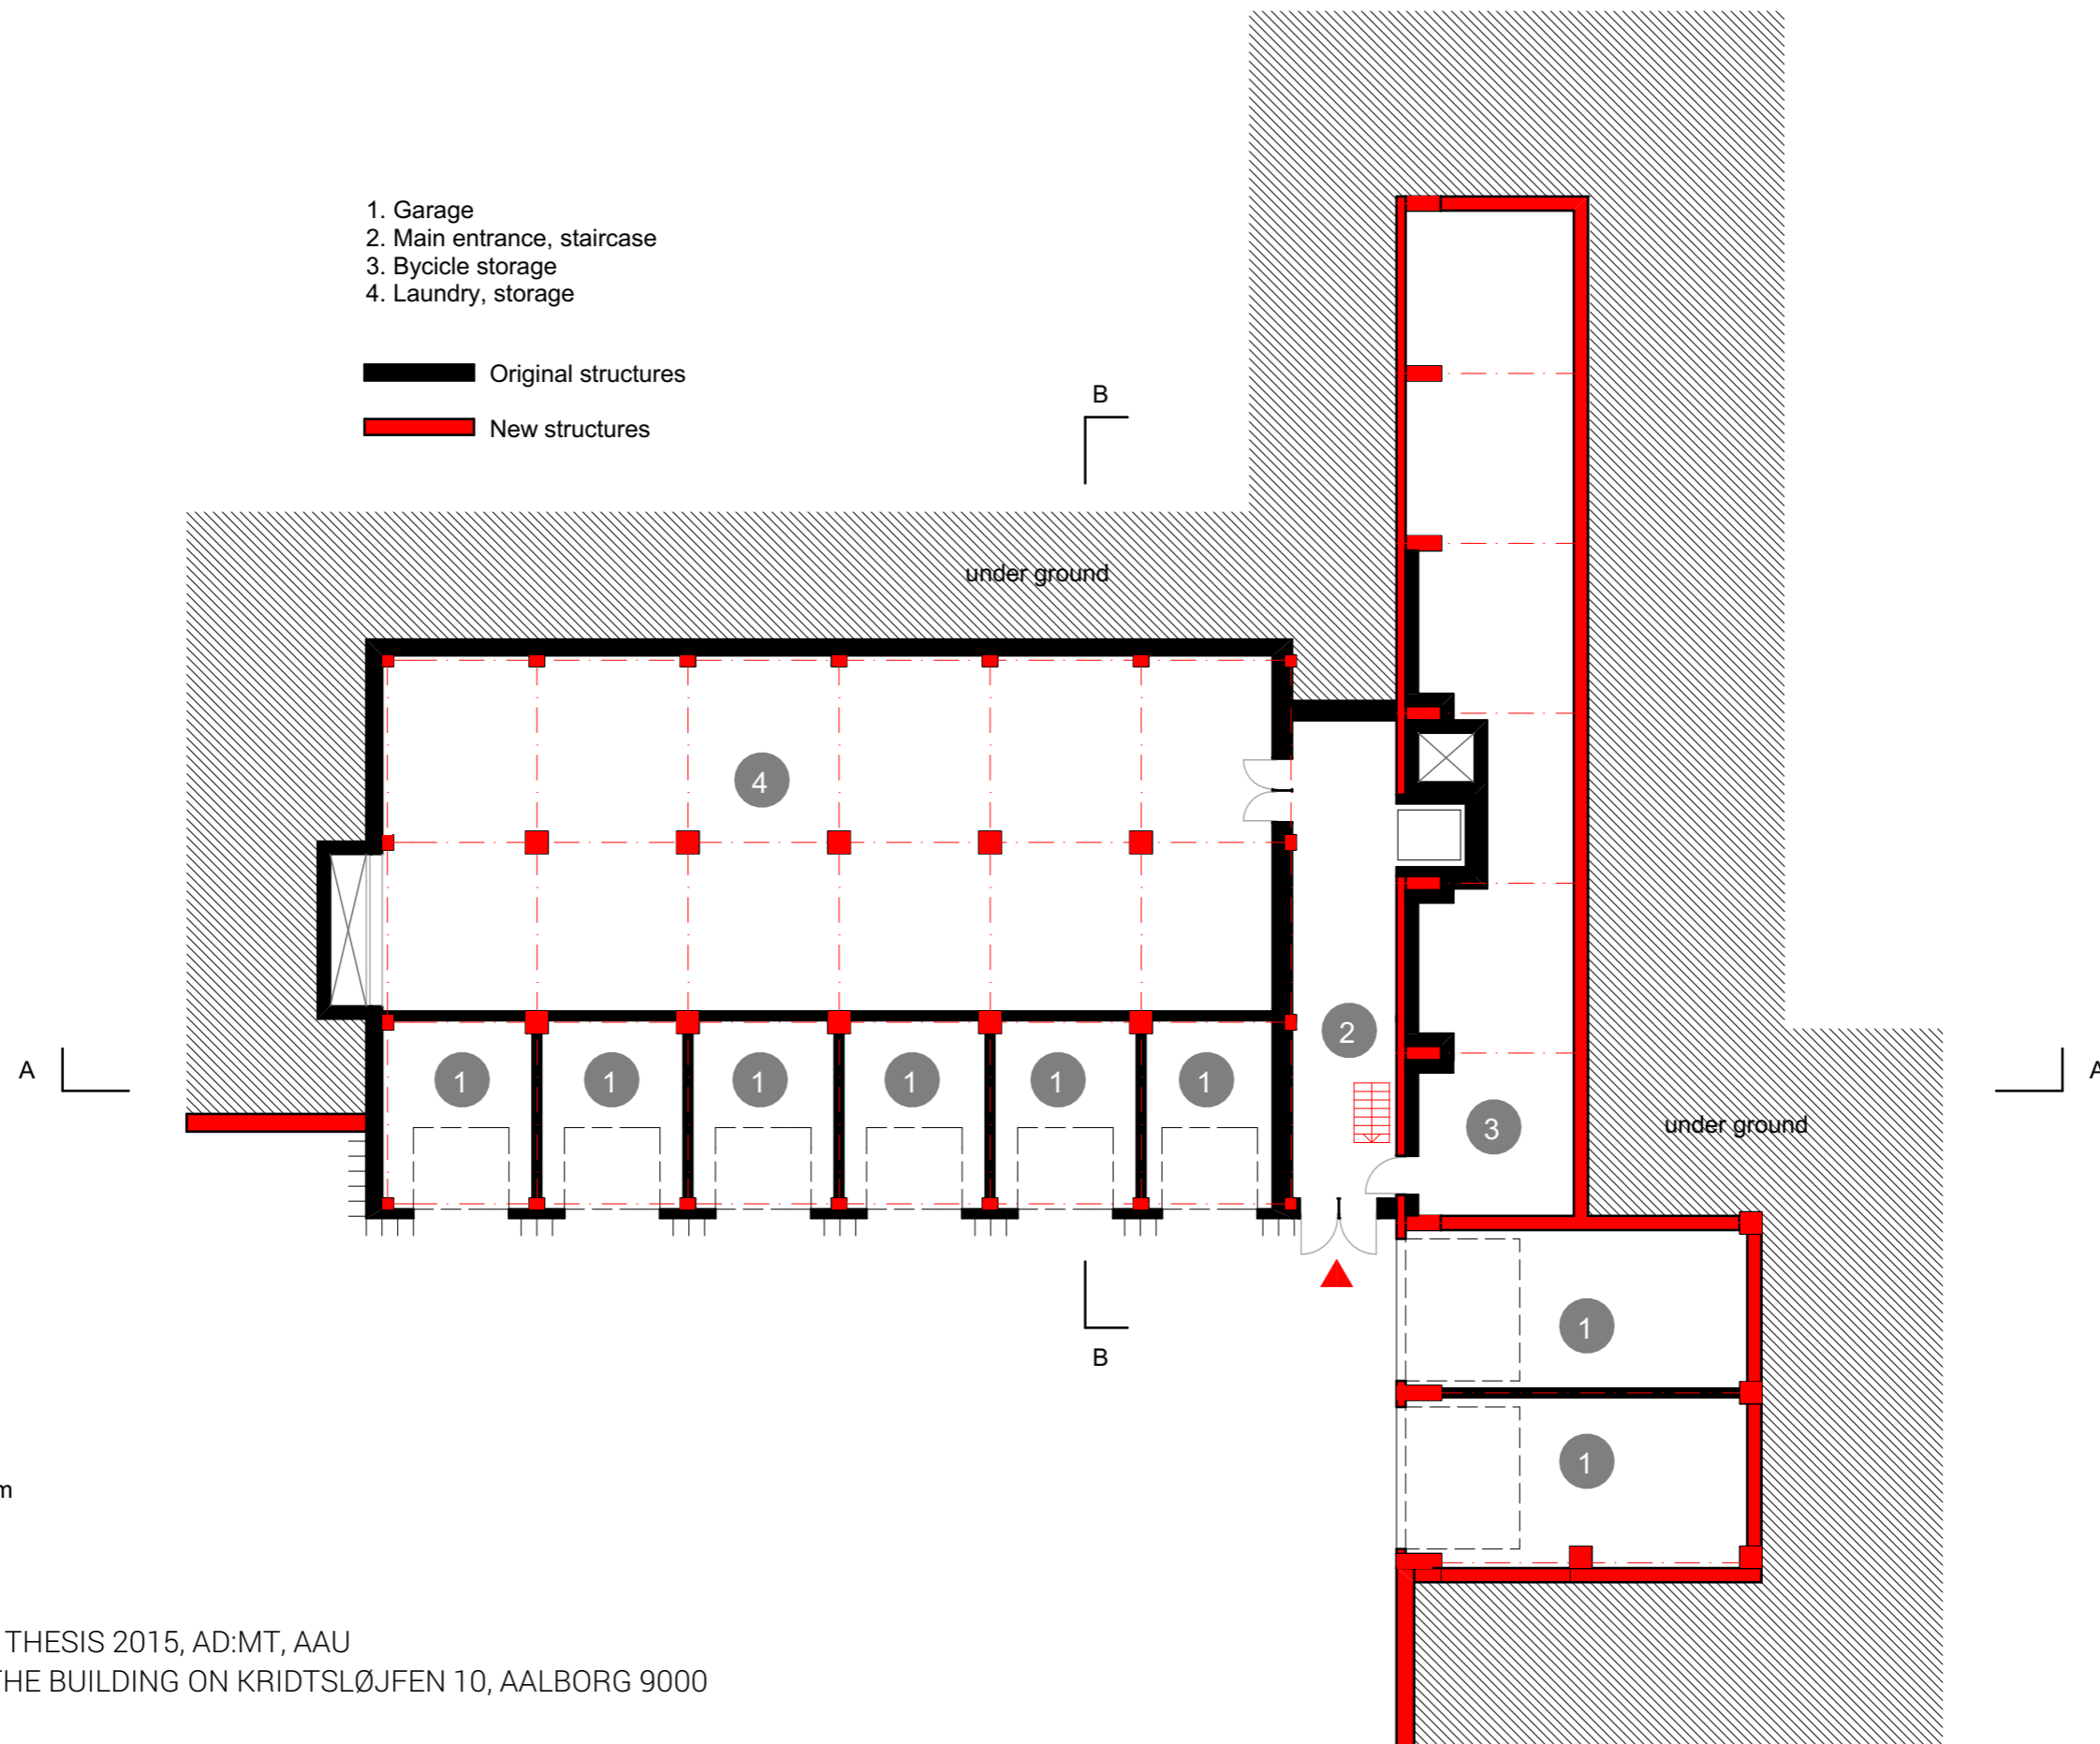 1. Garage
2. Main entrance, staircase
3. Bycicle storage
4. Laundry, storage
Original structures
New structures
B
under ground
4
2
A
A
1
1
1
1
1
1
3
under ground
1
B
1
m
THESIS 2015, AD:MT, AAU
THE BUILDING ON KRIDTSLØJFEN 10, AALBORG 9000